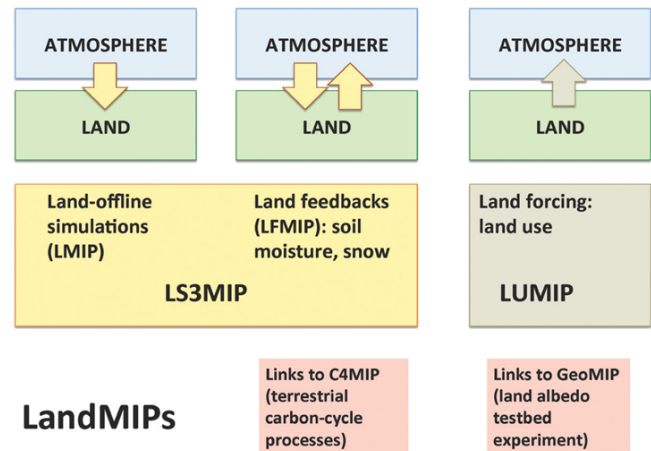 ATMOSPHERE
LAND
ATMOSPHERE
LAND
ATMOSPHERE
LAND
Land-offline
simulations
(LMIP)
Land feedbacks
(LFMIP): soil
moisture, snow
LS3MIP
Land forcing:
land use
LUMIP
LandMIPs
Links to C4MIP
(terrestrial
carbon-cycle
processes)
Links to GeoMIP
(land albedo
testbed
experiment)